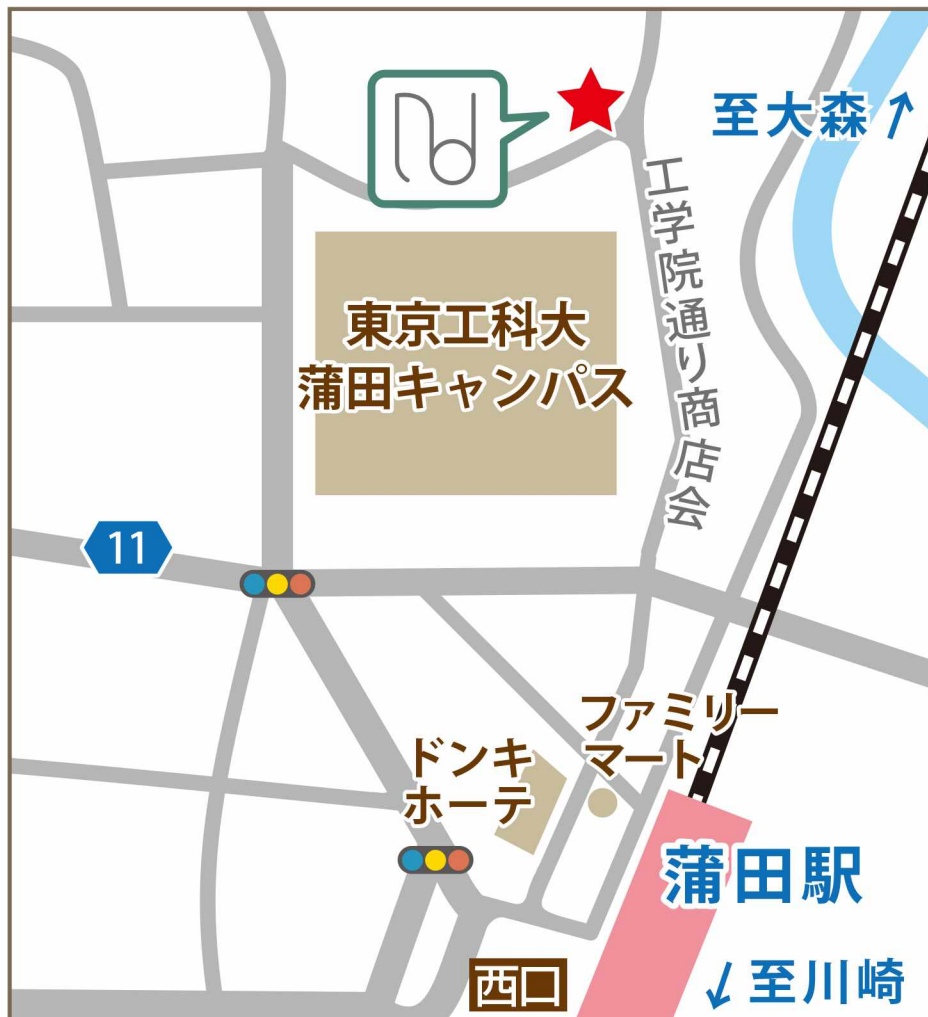 至大森
工学院通り商店会
東京工科大
蒲田キャンパス
11
ファミリー
マート
ドンキ
ホーテ
蒲田駅
西口
至川崎